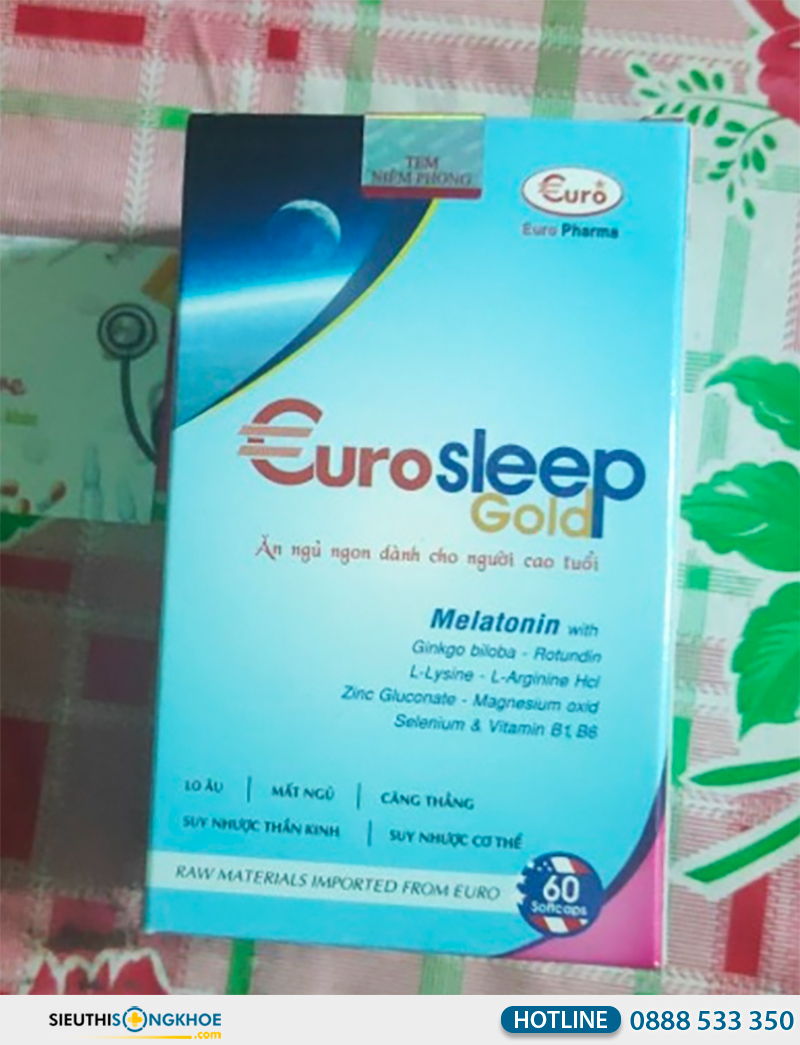 TEM
NIÊM PHONG
Euro
Euro Pharma
Eurosleep
Gold
Ăn ngủ ngon dành cho người cao tuổi
Melatonin with
Ginkgo biloba - Rotundin
L-Lysine - L-Arginine Hcl
Zinc Gluconate - Magnesium oxid
Selenium & Vitamin B1, B6
LO ÂU | MẤT NGỦ | CĂNG THẲNG
SUY NHƯỢC THẦN KINH | SUY NHƯỢC CƠ THỂ
RAW MATERIALS IMPORTED FROM EURO
60
Softcaps
SIEUTHISONGKHOE
.com
HOTLINE 0888 533 350